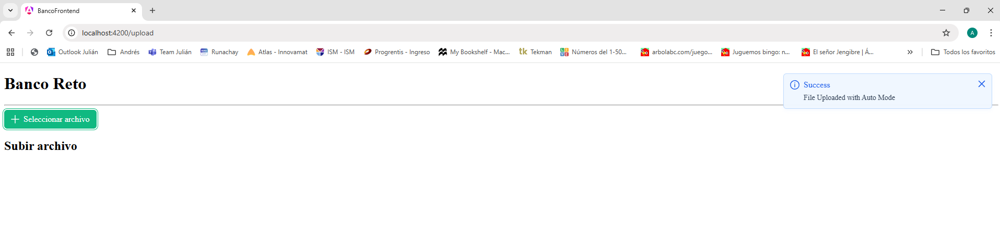 BancoFrontend
localhost:4200/upload
A
Outlook Julián
Andrés
Team Julián
Runachay
Atlas - Innovamat
ISM - ISM
Progrentis - Ingreso
My Bookshelf - Mac...
tk Tekman
Números del 1-50...
arbolabc.com/juego...
Juguemos bingo: n...
El señor Jengibre | Á...
Todos los favoritos
Banco Reto
Success
File Uploaded with Auto Mode
Seleccionar archivo
Subir archivo